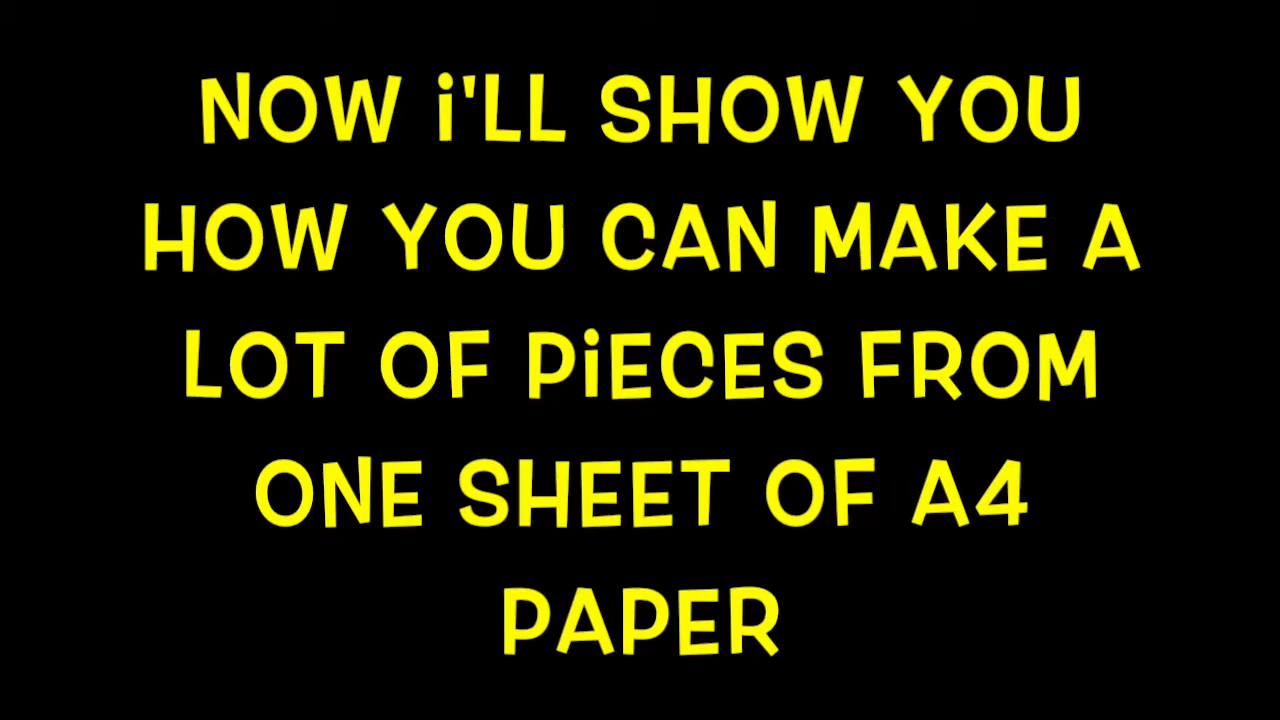 NOW i'LL SHOW YOU
HOW YOU CAN MAKE A
LOT OF PiECES FROM
ONE SHEET OF A4
PAPER